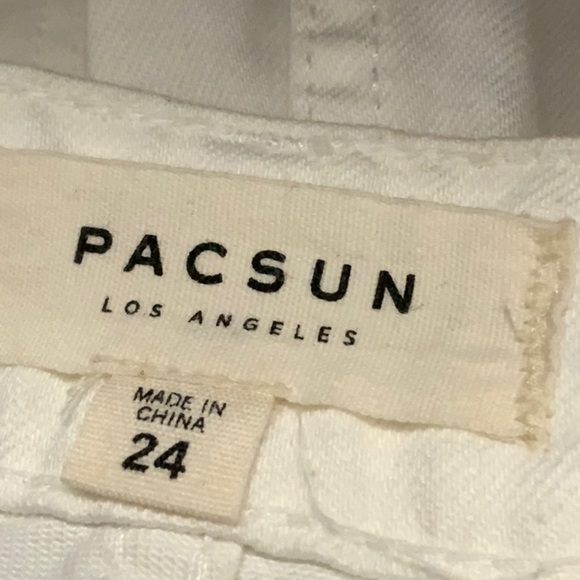 PACSUN
LOS ANGELES
MADE IN
CHINA
24